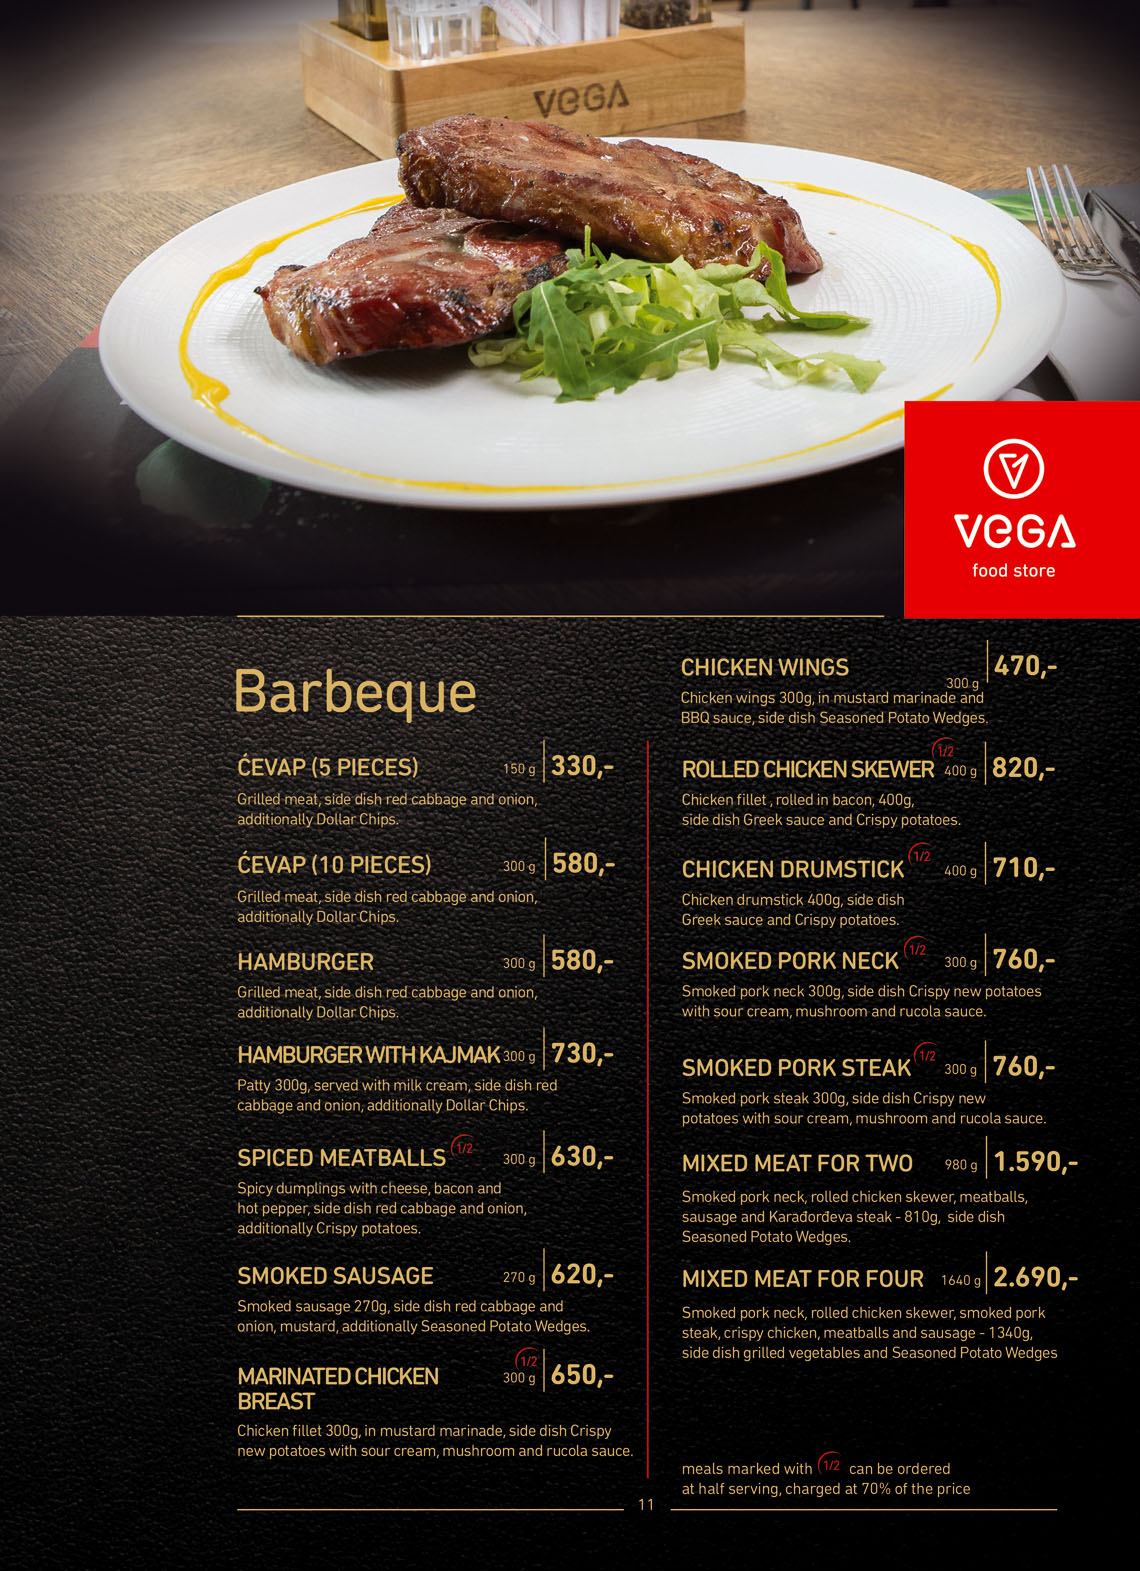 VEGA
VEGA
food store
Barbeque
ĆEVAP (5 PIECES) 150 g 330,-
Grilled meat, side dish red cabbage and onion,
additionally Dollar Chips.
ĆEVAP (10 PIECES) 300 g 580,-
Grilled meat, side dish red cabbage and onion,
additionally Dollar Chips.
HAMBURGER 300 g 580,-
Grilled meat, side dish red cabbage and onion,
additionally Dollar Chips.
HAMBURGER WITH KAJMAK 300 g 730,-
Patty 300g, served with milk cream, side dish red
cabbage and onion, additionally Dollar Chips.
SPICED MEATBALLS 1/2 300 g 630,-
Spicy dumplings with cheese, bacon and
hot pepper, side dish red cabbage and onion,
additionally Crispy potatoes.
SMOKED SAUSAGE 270 g 620,-
Smoked sausage 270g, side dish red cabbage and
onion, mustard, additionally Seasoned Potato Wedges.
MARINATED CHICKEN 1/2 300 g 650,-
BREAST
Chicken fillet 300g, in mustard marinade, side dish Crispy
new potatoes with sour cream, mushroom and rucola sauce.
CHICKEN WINGS 300 g 470,-
Chicken wings 300g, in mustard marinade and
BBQ sauce, side dish Seasoned Potato Wedges.
ROLLED CHICKEN SKEWER 1/2 400 g 820,-
Chicken fillet , rolled in bacon, 400g,
side dish Greek sauce and Crispy potatoes.
CHICKEN DRUMSTICK 1/2 400 g 710,-
Chicken drumstick 400g, side dish
Greek sauce and Crispy potatoes.
SMOKED PORK NECK 1/2 300 g 760,-
Smoked pork neck 300g, side dish Crispy new potatoes
with sour cream, mushroom and rucola sauce.
SMOKED PORK STEAK 1/2 300 g 760,-
Smoked pork steak 300g, side dish Crispy new
potatoes with sour cream, mushroom and rucola sauce.
MIXED MEAT FOR TWO 980 g 1.590,-
Smoked pork neck, rolled chicken skewer, meatballs,
sausage and Karađorđeva steak - 810g, side dish
Seasoned Potato Wedges.
MIXED MEAT FOR FOUR 1640 g 2.690,-
Smoked pork neck, rolled chicken skewer, smoked pork
steak, crispy chicken, meatballs and sausage - 1340g,
side dish grilled vegetables and Seasoned Potato Wedges
meals marked with 1/2 can be ordered
at half serving, charged at 70% of the price
11